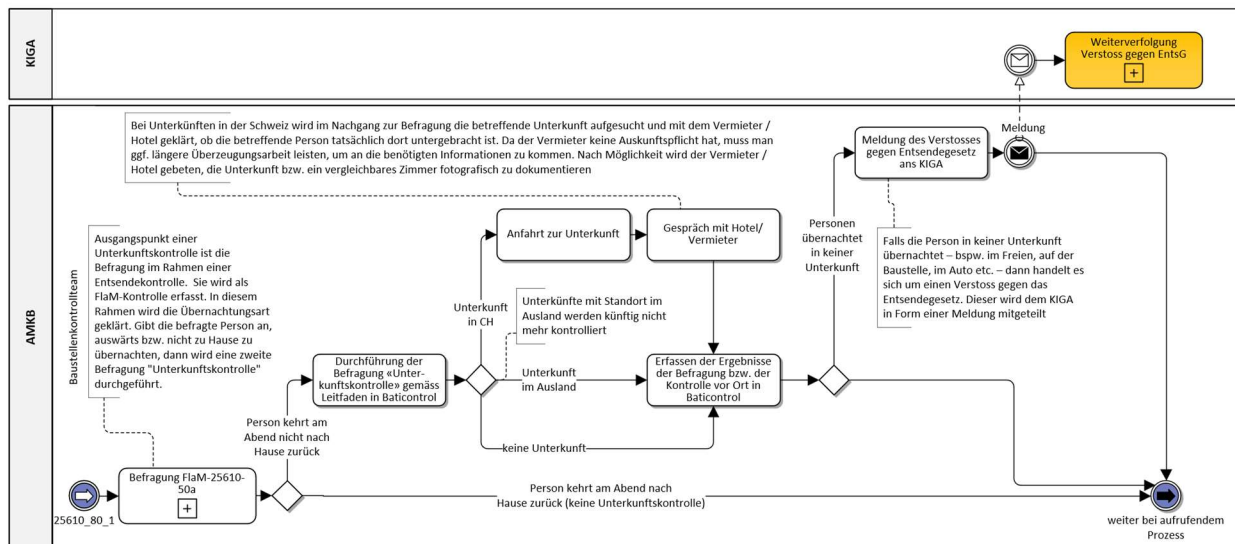 KIGA
Weiterverfolgung
Verstoss gegen EntsG
AMKB
Baustellenkontrollteam
Bei Unterkünften in der Schweiz wird im Nachgang zur Befragung die betreffende Unterkunft aufgesucht und mit dem Vermieter /
Hotel geklärt, ob die betreffende Person tatsächlich dort untergebracht ist. Da der Vermieter keine Auskunftspflicht hat, muss man
ggf. längere Überzeugungsarbeit leisten, um an die benötigten Informationen zu kommen. Nach Möglichkeit wird der Vermieter /
Hotel gebeten, die Unterkunft bzw. ein vergleichbares Zimmer fotografisch zu dokumentieren
Meldung des Verstosses
gegen Entsendegesetz
ans KIGA
Meldung
Ausgangspunkt einer
Unterkunftskontrolle ist die
Befragung im Rahmen einer
Entsendekontrolle. Sie wird als
FlaM-Kontrolle erfasst. In diesem
Rahmen wird die Übernachtungsart
geklärt. Gibt die befragte Person an,
auswärts bzw. nicht zu Hause zu
übernachten, dann wird eine zweite
Befragung "Unterkunftskontrolle"
durchgeführt.
Anfahrt zur Unterkunft
Gespräch mit Hotel/
Vermieter
Personen
übernachtet
in keiner
Unterkunft
Falls die Person in keiner Unterkunft
übernachtet – bspw. im Freien, auf der
Baustelle, im Auto etc. – dann handelt es
sich um einen Verstoss gegen das
Entsendegesetz. Dieser wird dem KIGA
in Form einer Meldung mitgeteilt
Unterkunft
in CH
Unterkünfte mit Standort im
Ausland werden künftig nicht
mehr kontrolliert
Durchführung der
Befragung «Unter-
kunftskontrolle» gemäss
Leitfaden in Baticontrol
Unterkunft
im Ausland
Erfassen der Ergebnisse
der Befragung bzw. der
Kontrolle vor Ort in
Baticontrol
Person kehrt am
Abend nicht nach
Hause zurück
keine Unterkunft
25610_80_1
Befragung FlaM-25610-
50a
Person kehrt am Abend nach
Hause zurück (keine Unterkunftskontrolle)
weiter bei aufrufendem
Prozess